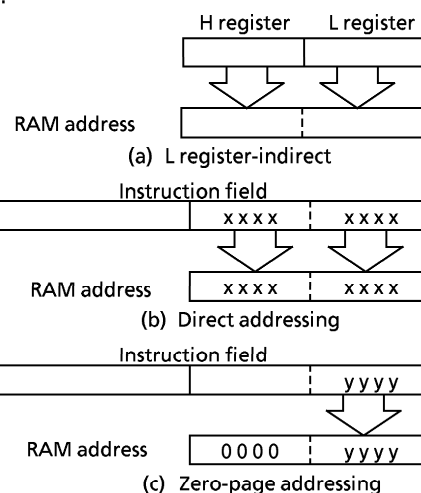 H register L register
RAM address
(a) L register-indirect
Instruction field
x x x x x x x x
RAM address x x x x x x x x
(b) Direct addressing
Instruction field
y y y y
RAM address 0 0 0 0 y y y y
(c) Zero-page addressing